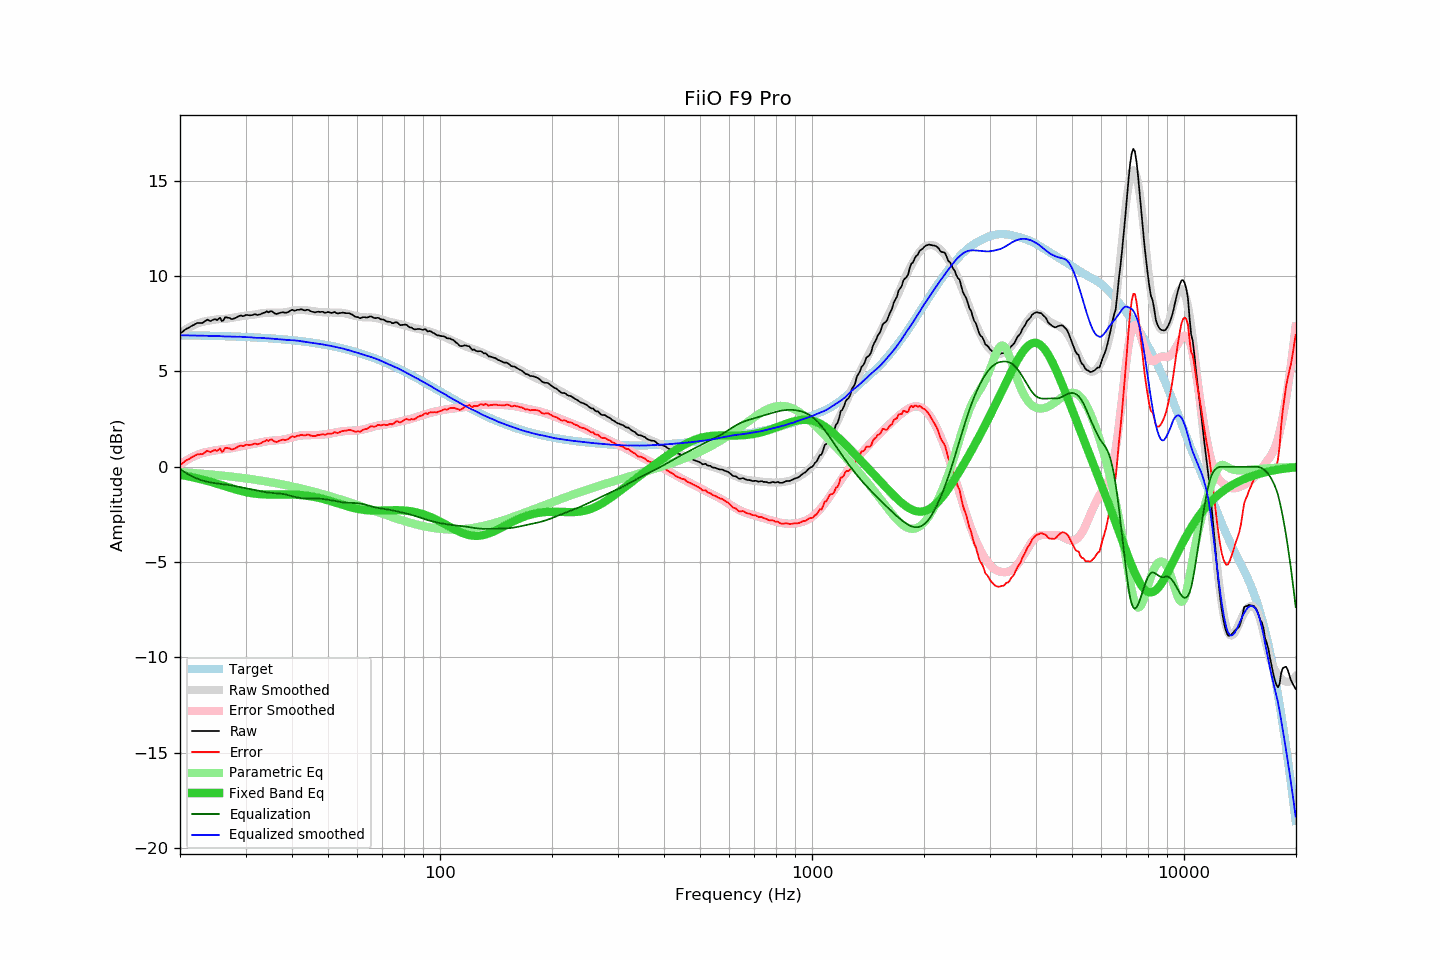 FiiO F9 Pro
Amplitude (dBr)
15
10
5
0
−5
−10
−15
−20
Target
Raw Smoothed
Error Smoothed
Raw
Error
Parametric Eq
Fixed Band Eq
Equalization
Equalized smoothed
100
1000
10000
Frequency (Hz)